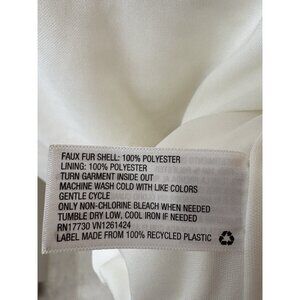 FAUX FUR SHELL: 100% POLYESTER
LINING: 100% POLYESTER
TURN GARMENT INSIDE OUT
MACHINE WASH COLD WITH LIKE COLORS
GENTLE CYCLE
ONLY NON-CHLORINE BLEACH WHEN NEEDED
TUMBLE DRY LOW, COOL IRON IF NEEDED
RN17730 VN1261424
LABEL MADE FROM 100% RECYCLED PLASTIC